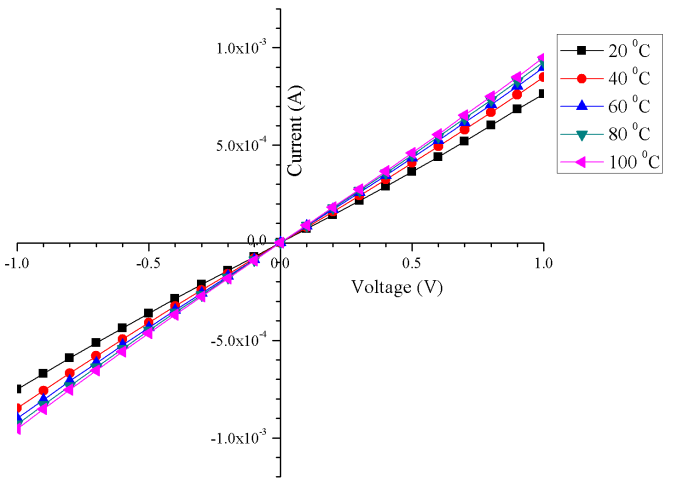 1.0x10⁻³
20 ⁰C
40 ⁰C
60 ⁰C
80 ⁰C
100 ⁰C
Current (A)
5.0x10⁻⁴
0.0
-1.0
-0.5
0.0
0.5
1.0
Voltage (V)
-5.0x10⁻⁴
-1.0x10⁻³